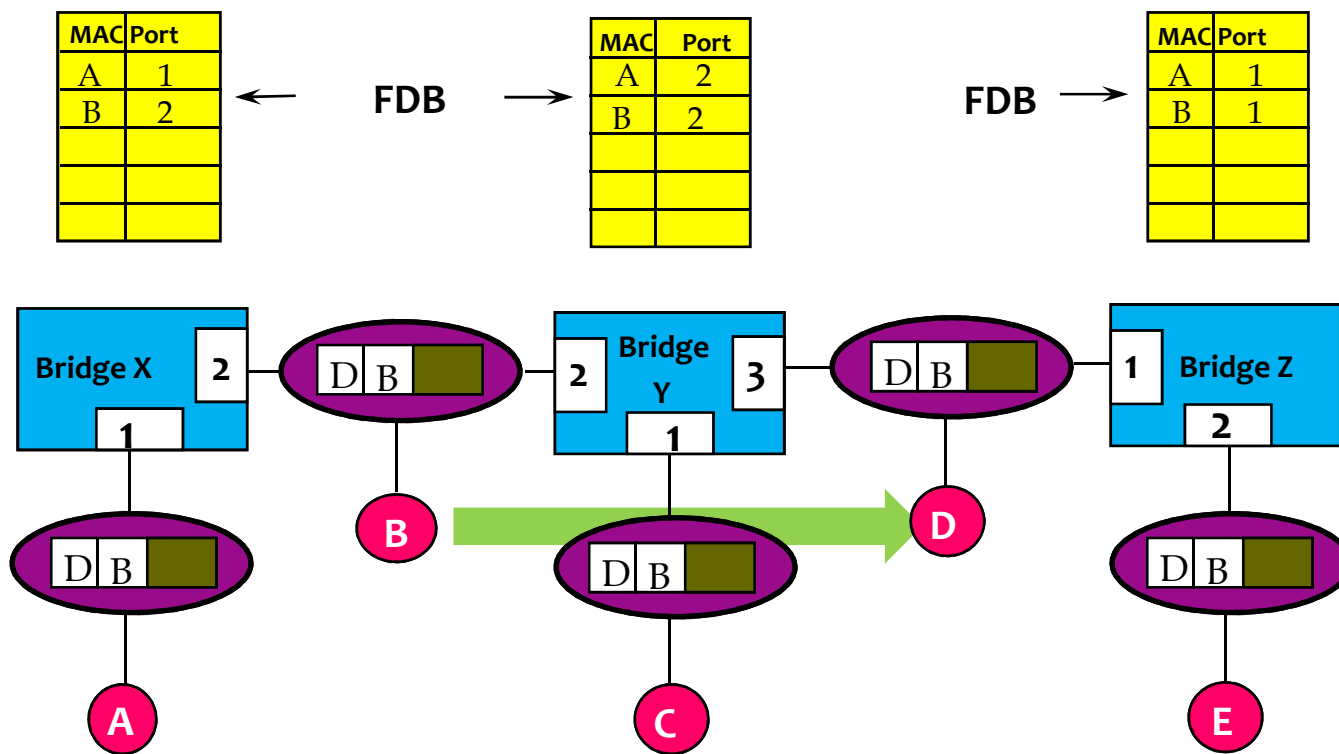 MAC Port
A 1
B 2
FDB
MAC Port
A 2
B 2
FDB
MAC Port
A 1
B 1
Bridge X
2
1
D B
2
Bridge
Y
3
1
D B
1
Bridge Z
2
B
D
D B
D B
D B
A
C
E